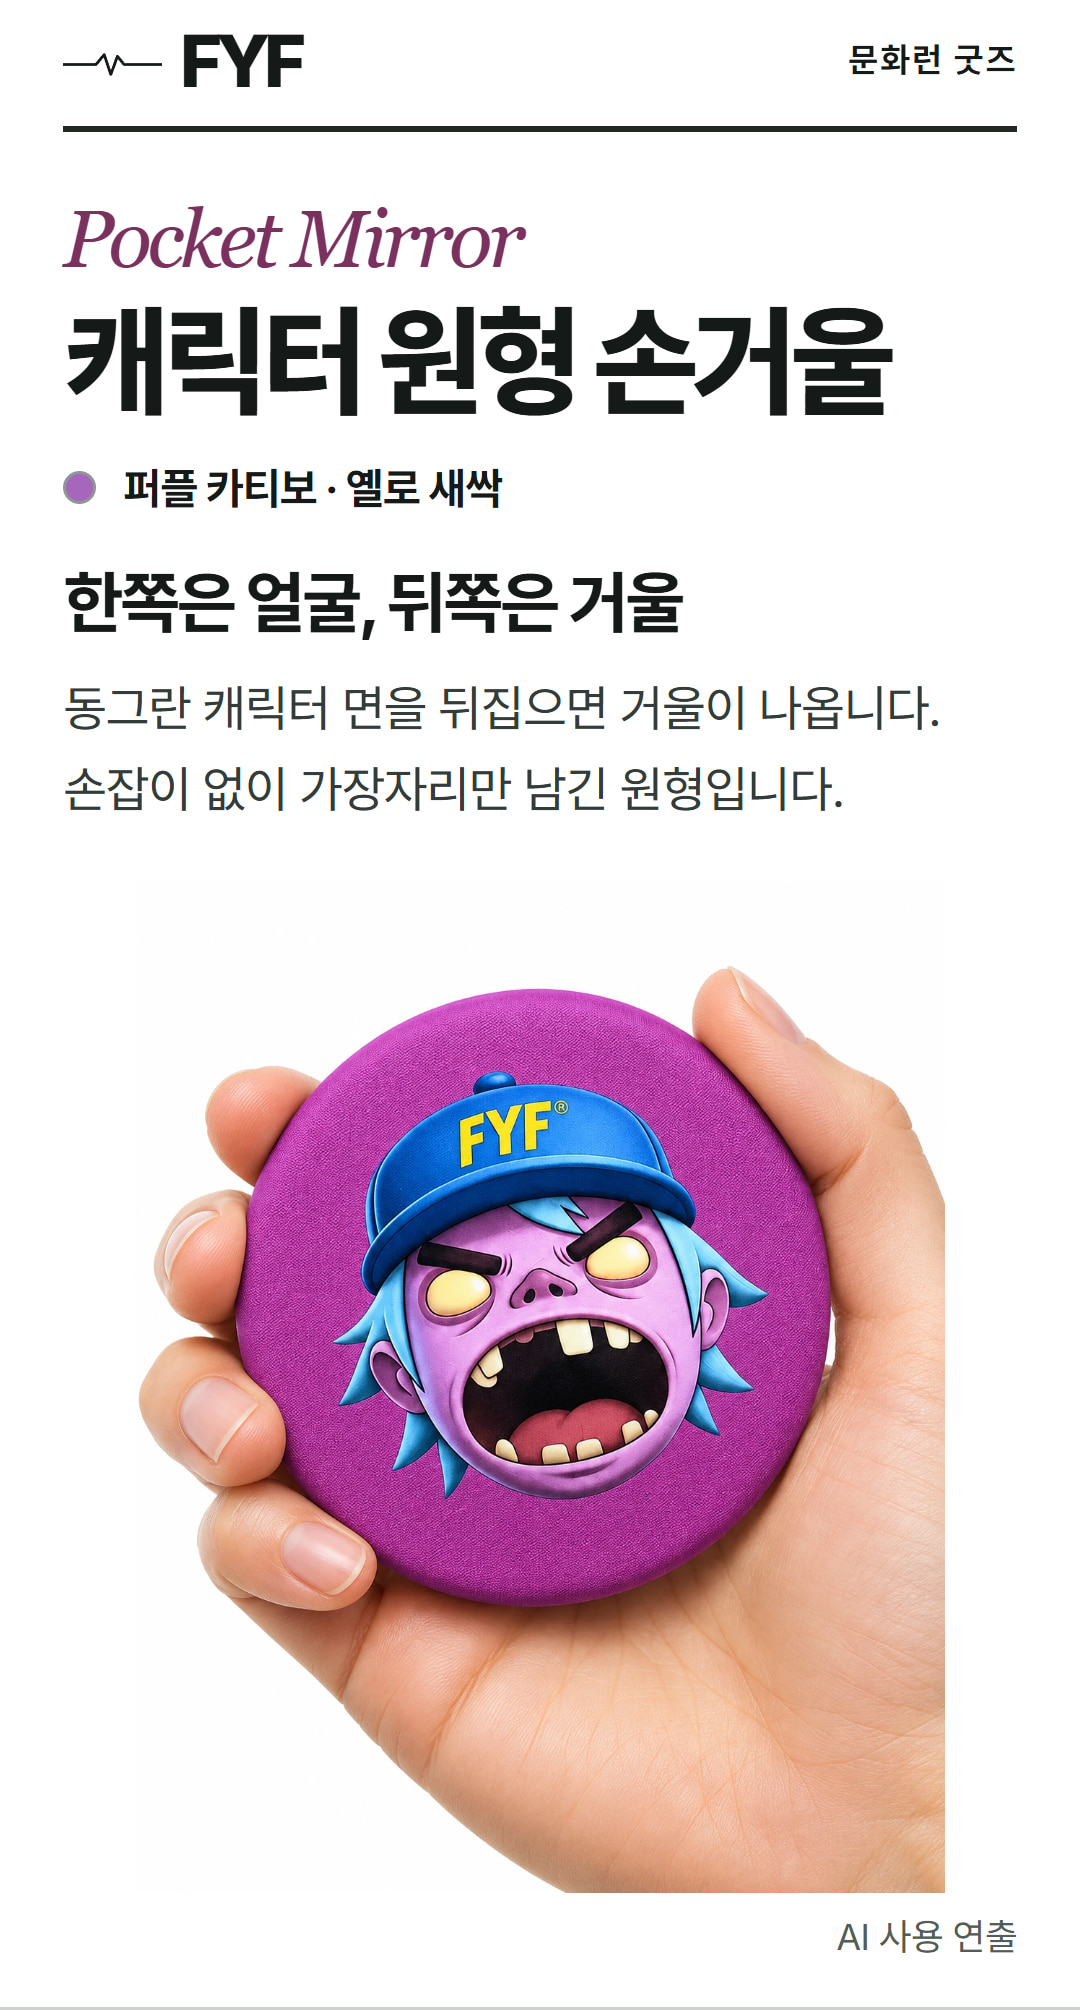 FYF
문화런 굿즈
Pocket Mirror
캐릭터 원형 손거울
퍼플 카티보 · 옐로 새싹
한쪽은 얼굴, 뒤쪽은 거울
동그란 캐릭터 면을 뒤집으면 거울이 나옵니다.
손잡이 없이 가장자리만 남긴 원형입니다.
FYF®
AI 사용 연출